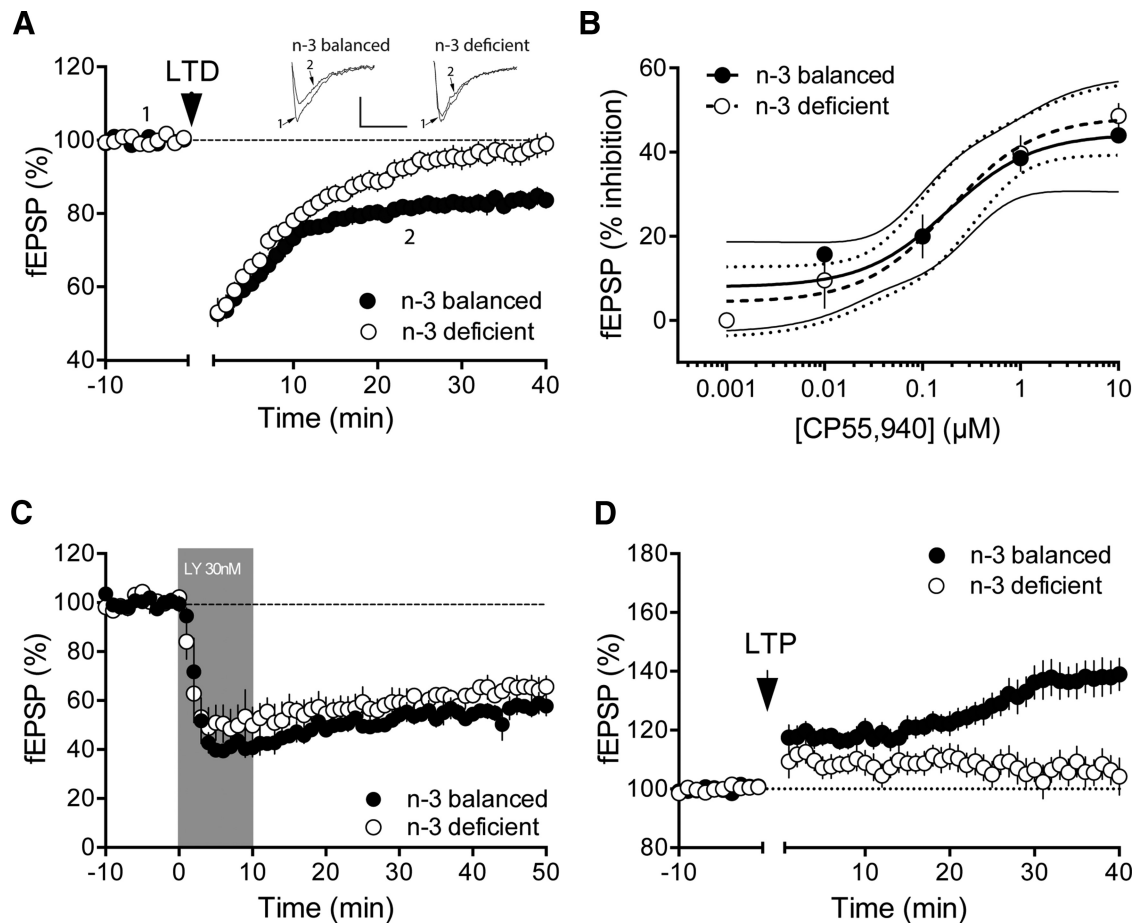 A
n-3 balanced
n-3 deficient
LTD
1
2
1
2
1
2
120
100
80
60
40
fEPSP (%)
n-3 balanced
n-3 deficient
-10
10
20
30
40
Time (min)
B
n-3 balanced
n-3 deficient
60
40
20
0
fEPSP (% inhibition)
0.001
0.01
0.1
1
10
[CP55,940] (µM)
C
LY 30nM
120
100
80
60
40
20
0
fEPSP (%)
n-3 balanced
n-3 deficient
-10
0
10
20
30
40
50
Time (min)
D
n-3 balanced
n-3 deficient
LTP
180
160
140
120
100
80
fEPSP (%)
-10
10
20
30
40
Time (min)